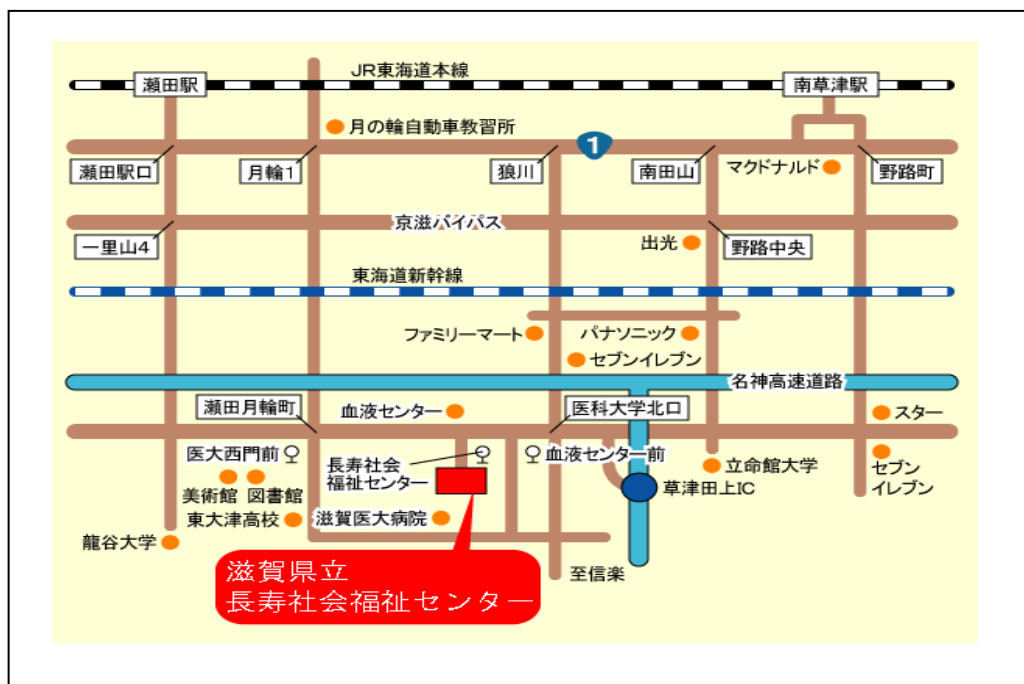 JR東海道本線
瀬田駅
南草津駅
月の輪自動車教習所
1
瀬田駅口
月輪1
狼川
南田山
マクドナルド
野路町
京滋バイパス
一里山4
出光
野路中央
東海道新幹線
ファミリーマート
パナソニック
セブンイレブン
名神高速道路
瀬田月輪町
血液センター
医科大学北口
スター
医大西門前
長寿社会
福祉センター
血液センター前
立命館大学
セブン
イレブン
美術館
図書館
草津田上IC
東大津高校
滋賀医大病院
龍谷大学
至信楽
滋賀県立
長寿社会福祉センター